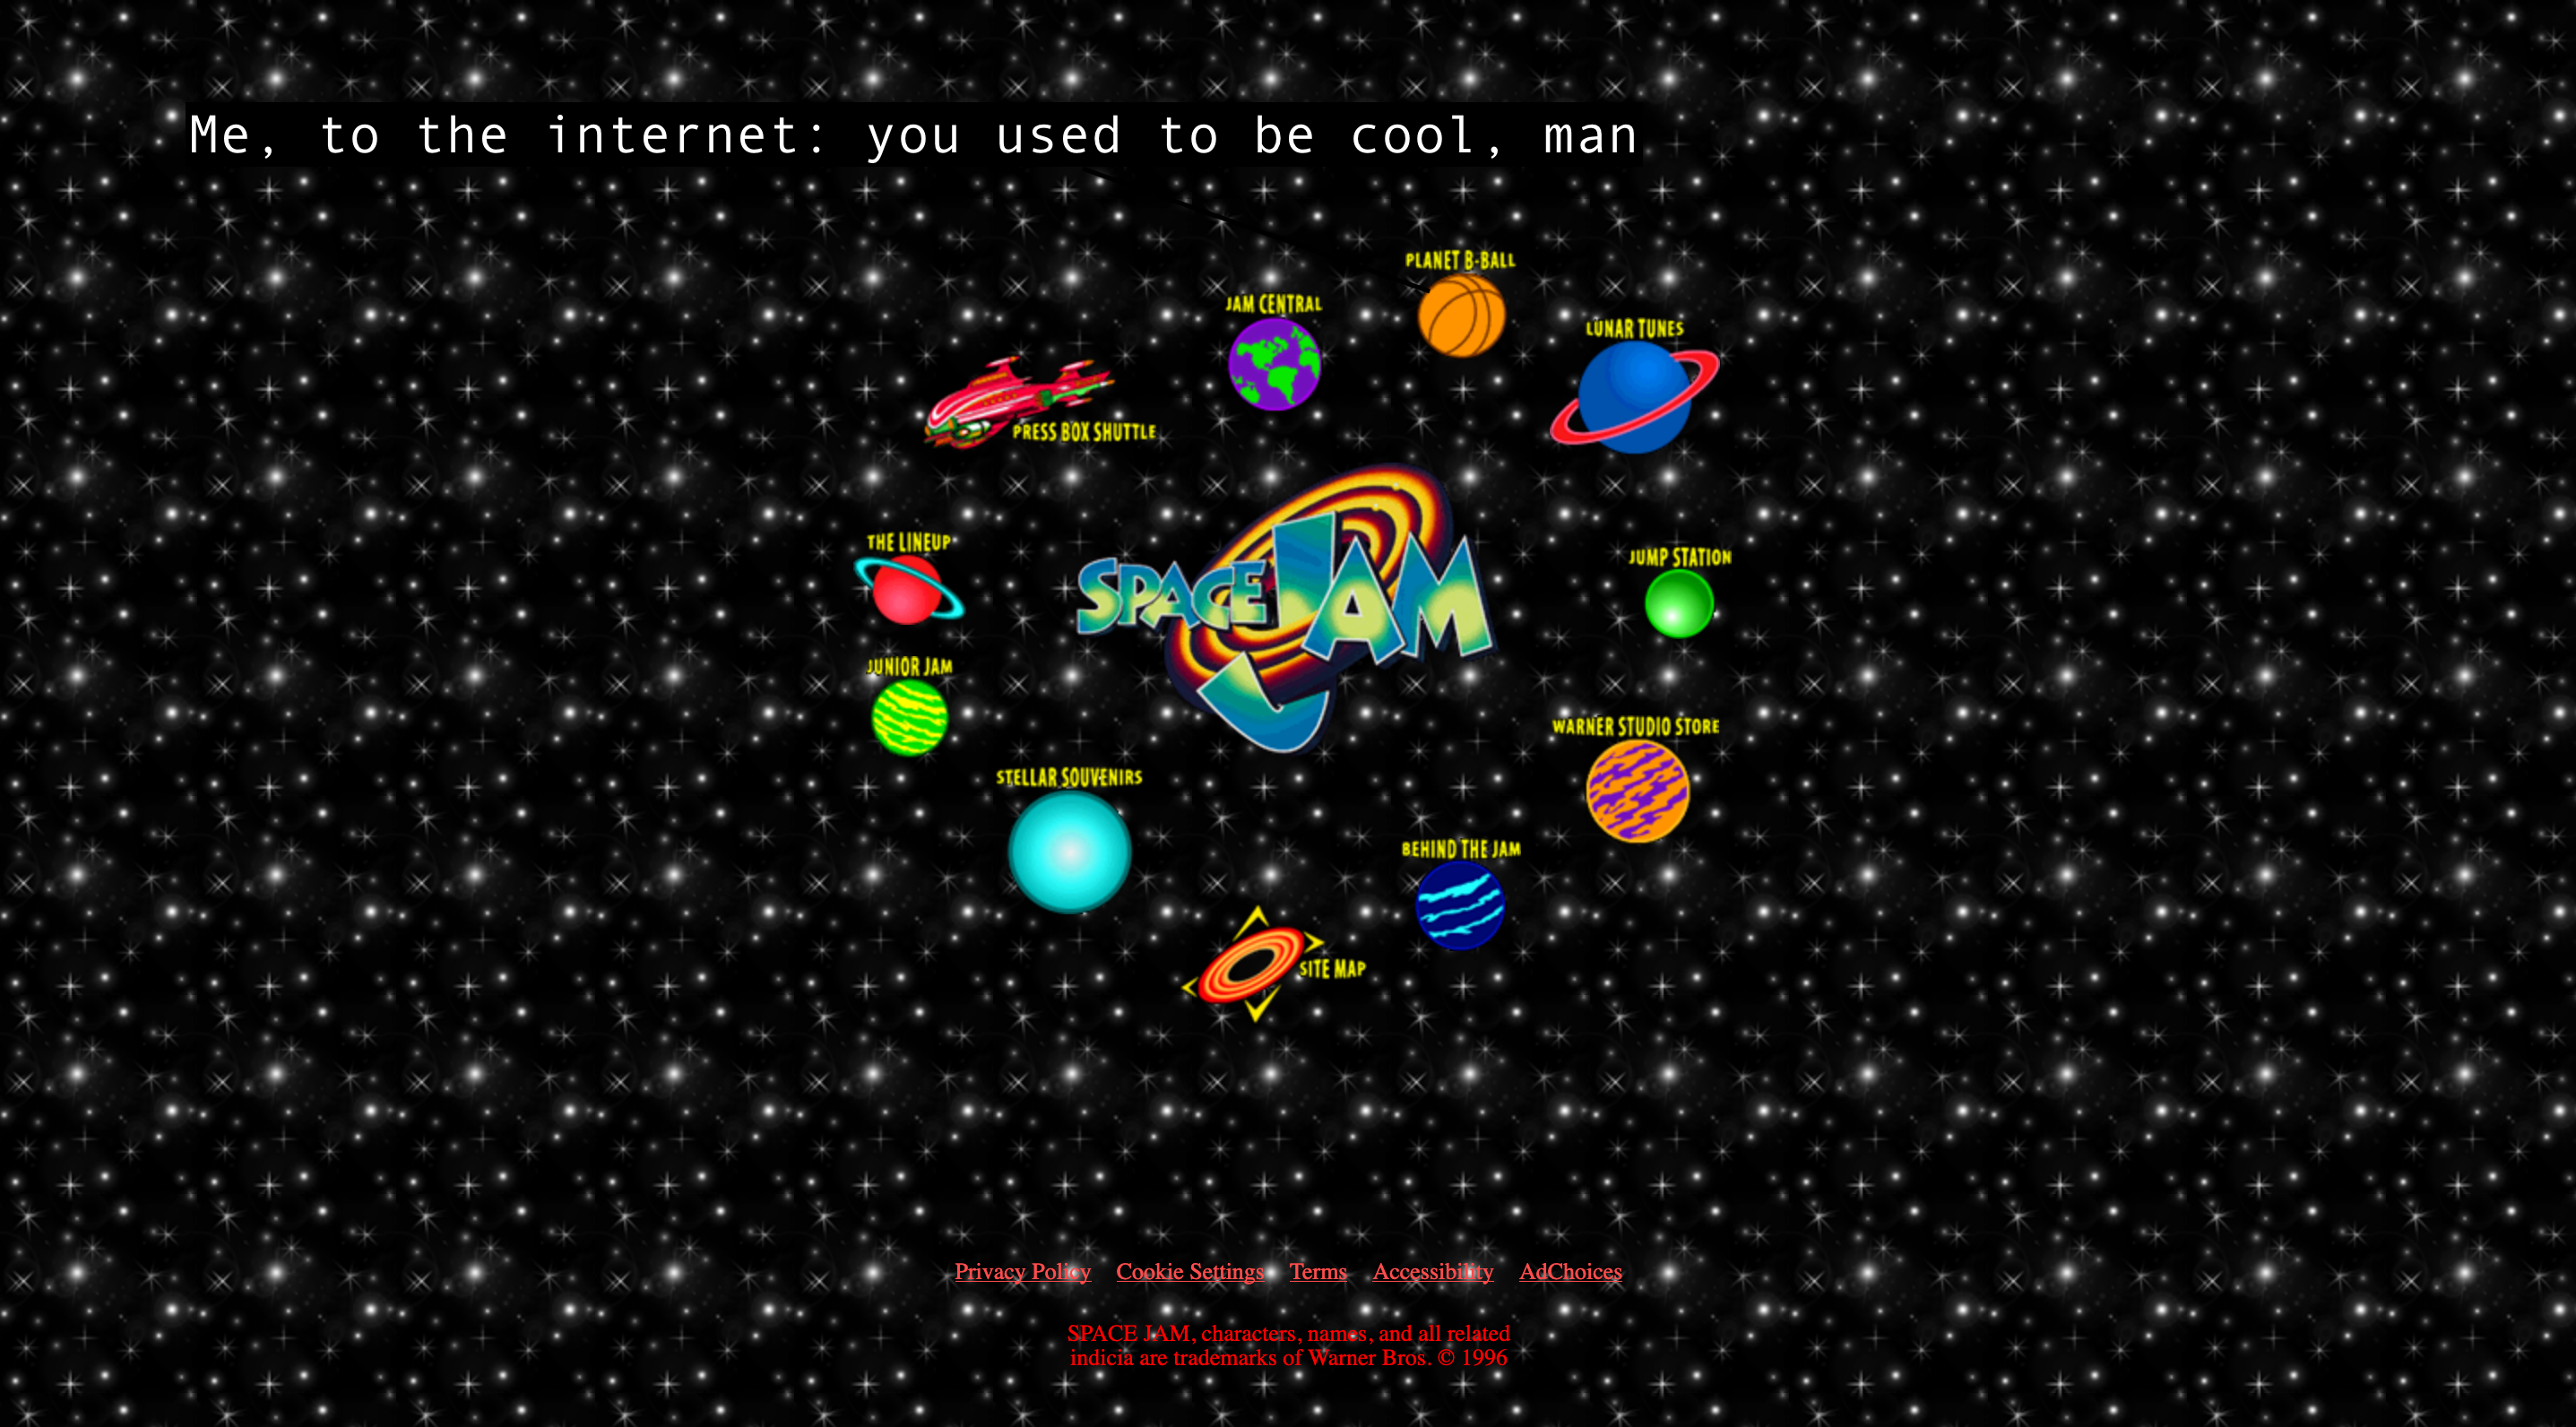 Me, to the internet: you used to be cool, man
PLANET B-BALL
JAM CENTRAL
LUNAR TUNES
PRESS BOX SHUTTLE
THE LINEUP
SPACE JAM
JUMP STATION
JUNIOR JAM
WARNER STUDIO STORE
STELLAR SOUVENIRS
BEHIND THE JAM
SITE MAP
Privacy Policy Cookie Settings Terms Accessibility AdChoices
SPACE JAM, characters, names, and all related
indicia are trademarks of Warner Bros. © 1996